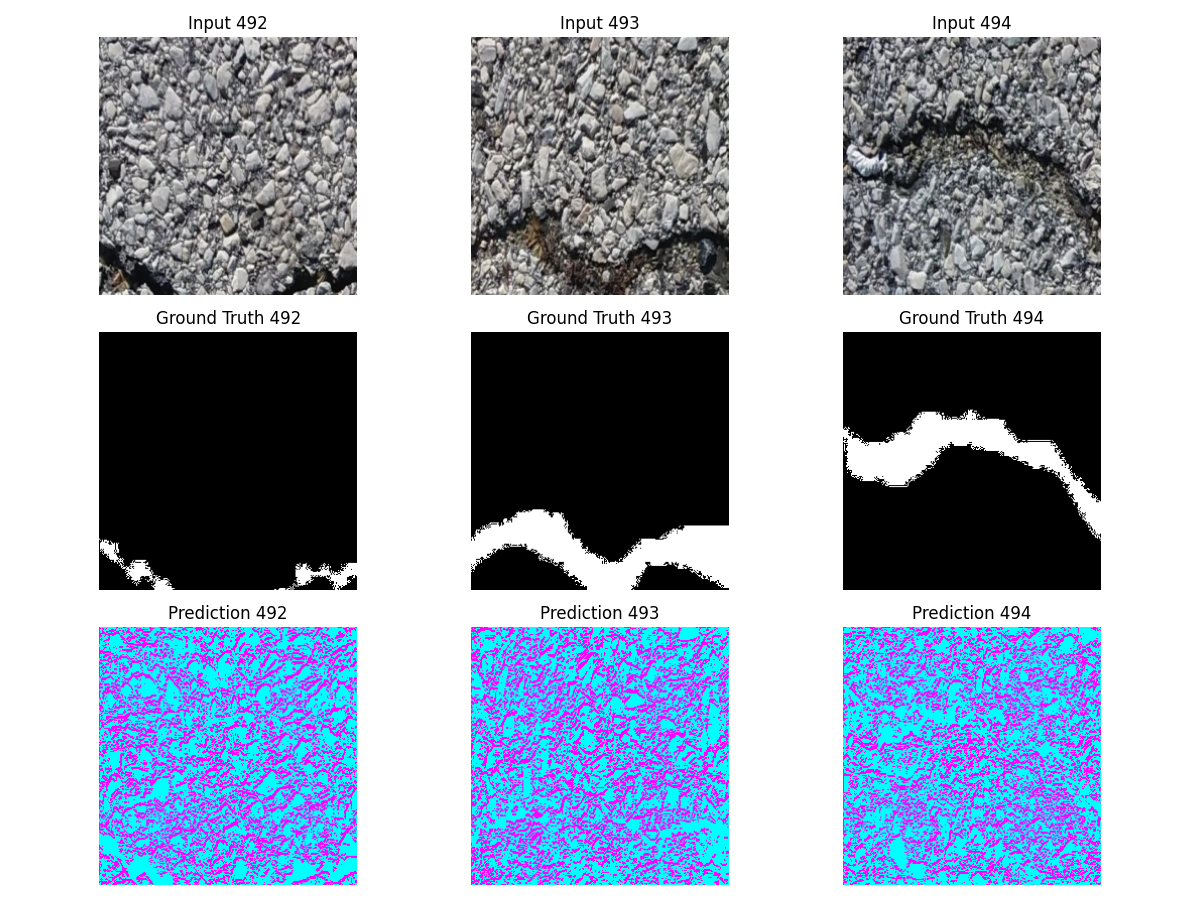 Input 492
Input 493
Input 494
Ground Truth 492
Ground Truth 493
Ground Truth 494
Prediction 492
Prediction 493
Prediction 494